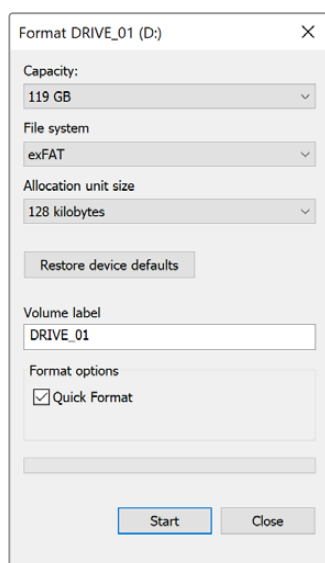 Format DRIVE_01 (D:)
Capacity:
119 GB
File system
exFAT
Allocation unit size
128 kilobytes
Restore device defaults
Volume label
DRIVE_01
Format options
Quick Format
Start Close